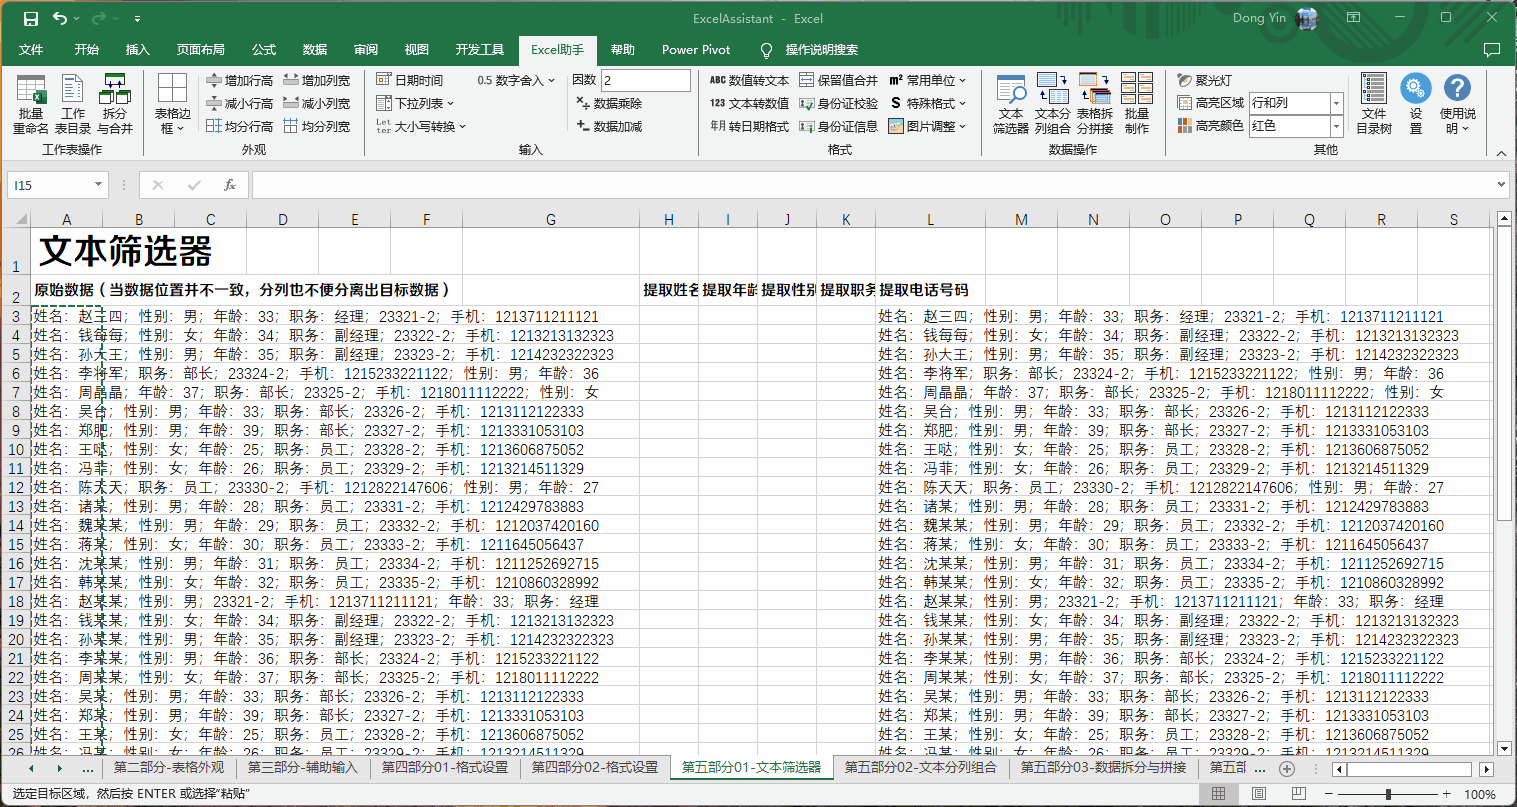 ExcelAssistant - Excel
Dong Yin
文件 开始 插入 页面布局 公式 数据 审阅 视图 开发工具 Excel助手 帮助 Power Pivot 操作说明搜索
批量重命名 工作表目录 拆分与合并 工作表操作
表格边框 增加行高 增加列宽 减小行高 减小列宽 均分行高 均分列宽 外观
日期时间 0.5 数字舍入 因数 2
下拉列表 数据乘除
Letter 大小写转换 数据加减
输入
ABC 数值转文本 保留值合并 m² 常用单位
123 文本转数值 身份证校验 S 特殊格式
年月 转日期格式 身份证信息 图片调整
格式
文本筛选器 文本分列组合 表格拆分拼接 批量制作 数据操作
聚光灯
高亮区域 行和列
高亮颜色 红色
文件目录树 设置 使用说明
其他
I15 fx
A B C D E F G H I J K L M N O P Q R S
1 文本筛选器
2 原始数据（当数据位置并不一致，分列也不便分离出目标数据） 提取姓名 提取年龄 提取性别 提取职务 提取电话号码
3 姓名：赵三四；性别：男；年龄：33；职务：经理；23321-2；手机：1213711211121 姓名：赵三四；性别：男；年龄：33；职务：经理；23321-2；手机：1213711211121
4 姓名：钱每每；性别：女；年龄：34；职务：副经理；23322-2；手机：1213213132323 姓名：钱每每；性别：女；年龄：34；职务：副经理；23322-2；手机：1213213132323
5 姓名：孙大王；性别：男；年龄：35；职务：副经理；23323-2；手机：1214232322323 姓名：孙大王；性别：男；年龄：35；职务：副经理；23323-2；手机：1214232322323
6 姓名：李将军；职务：部长；23324-2；手机：1215233221122；性别：男；年龄：36 姓名：李将军；职务：部长；23324-2；手机：1215233221122；性别：男；年龄：36
7 姓名：周晶晶；年龄：37；职务：部长；23325-2；手机：1218011112222；性别：女 姓名：周晶晶；年龄：37；职务：部长；23325-2；手机：1218011112222；性别：女
8 姓名：吴台；性别：男；年龄：33；职务：部长；23326-2；手机：1213112122333 姓名：吴台；性别：男；年龄：33；职务：部长；23326-2；手机：1213112122333
9 姓名：郑肥；性别：男；年龄：39；职务：部长；23327-2；手机：1213331053103 姓名：郑肥；性别：男；年龄：39；职务：部长；23327-2；手机：1213331053103
10 姓名：王哒；性别：女；年龄：25；职务：员工；23328-2；手机：1213606875052 姓名：王哒；性别：女；年龄：25；职务：员工；23328-2；手机：1213606875052
11 姓名：冯菲；性别：女；年龄：26；职务：员工；23329-2；手机：1213214511329 姓名：冯菲；性别：女；年龄：26；职务：员工；23329-2；手机：1213214511329
12 姓名：陈天天；职务：员工；23330-2；手机：1212822147606；性别：男；年龄：27 姓名：陈天天；职务：员工；23330-2；手机：1212822147606；性别：男；年龄：27
13 姓名：诸某；性别：男；年龄：28；职务：员工；23331-2；手机：1212429783883 姓名：诸某；性别：男；年龄：28；职务：员工；23331-2；手机：1212429783883
14 姓名：魏某某；性别：男；年龄：29；职务：员工；23332-2；手机：1212037420160 姓名：魏某某；性别：男；年龄：29；职务：员工；23332-2；手机：1212037420160
15 姓名：蒋某；性别：女；年龄：30；职务：员工；23333-2；手机：1211645056437 姓名：蒋某；性别：女；年龄：30；职务：员工；23333-2；手机：1211645056437
16 姓名：沈某某；性别：男；年龄：31；职务：员工；23334-2；手机：1211252692715 姓名：沈某某；性别：男；年龄：31；职务：员工；23334-2；手机：1211252692715
17 姓名：韩某某；性别：女；年龄：32；职务：员工；23335-2；手机：1210860328992 姓名：韩某某；性别：女；年龄：32；职务：员工；23335-2；手机：1210860328992
18 姓名：赵某某；性别：男；23321-2；手机：1213711211121；年龄：33；职务：经理 姓名：赵某某；性别：男；23321-2；手机：1213711211121；年龄：33；职务：经理
19 姓名：钱某某；性别：女；年龄：34；职务：副经理；23322-2；手机：1213213132323 姓名：钱某某；性别：女；年龄：34；职务：副经理；23322-2；手机：1213213132323
20 姓名：孙某某；性别：男；年龄：35；职务：副经理；23323-2；手机：1214232322323 姓名：孙某某；性别：男；年龄：35；职务：副经理；23323-2；手机：1214232322323
21 姓名：李某某；性别：男；年龄：36；职务：部长；23324-2；手机：1215233221122 姓名：李某某；性别：男；年龄：36；职务：部长；23324-2；手机：1215233221122
22 姓名：周某某；性别：女；年龄：37；职务：部长；23325-2；手机：1218011112222 姓名：周某某；性别：女；年龄：37；职务：部长；23325-2；手机：1218011112222
23 姓名：吴某；性别：男；年龄：33；职务：部长；23326-2；手机：1213112122333 姓名：吴某；性别：男；年龄：33；职务：部长；23326-2；手机：1213112122333
24 姓名：郑某；性别：男；年龄：39；职务：部长；23327-2；手机：1213331053103 姓名：郑某；性别：男；年龄：39；职务：部长；23327-2；手机：1213331053103
25 姓名：王某；性别：女；年龄：25；职务：员工；23328-2；手机：1213606875052 姓名：王某；性别：女；年龄：25；职务：员工；23328-2；手机：1213606875052
26 姓名：冯某；性别：女；年龄：26；职务：员工；23329-2；手机：1213214511329 姓名：冯某；性别：女；年龄：26；职务：员工；23329-2；手机：1213214511329
... 第二部分-表格外观 第三部分-辅助输入 第四部分01-格式设置 第四部分02-格式设置 第五部分01-文本筛选器 第五部分02-文本分列组合 第五部分03-数据拆分与拼接 第五部 ...
选定目标区域，然后按 ENTER 或选择“粘贴” 100%